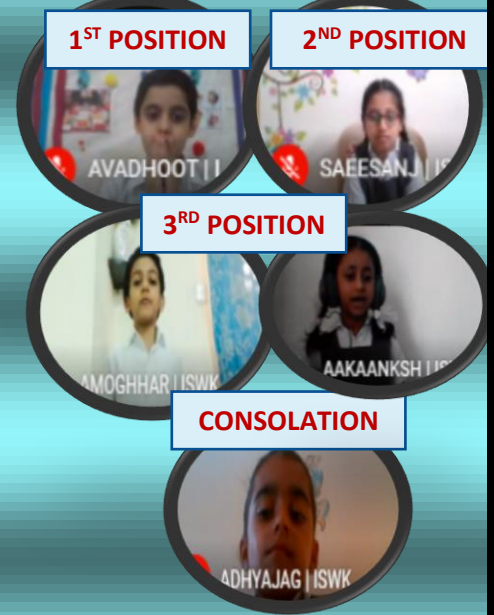 1ST POSITION
2ND POSITION
AVADHOOT | I
SAEESANJ | IS
3RD POSITION
AMOGHHAR | ISWK
AAKAANKSH | IS
CONSOLATION
ADHYAJAG | ISWK